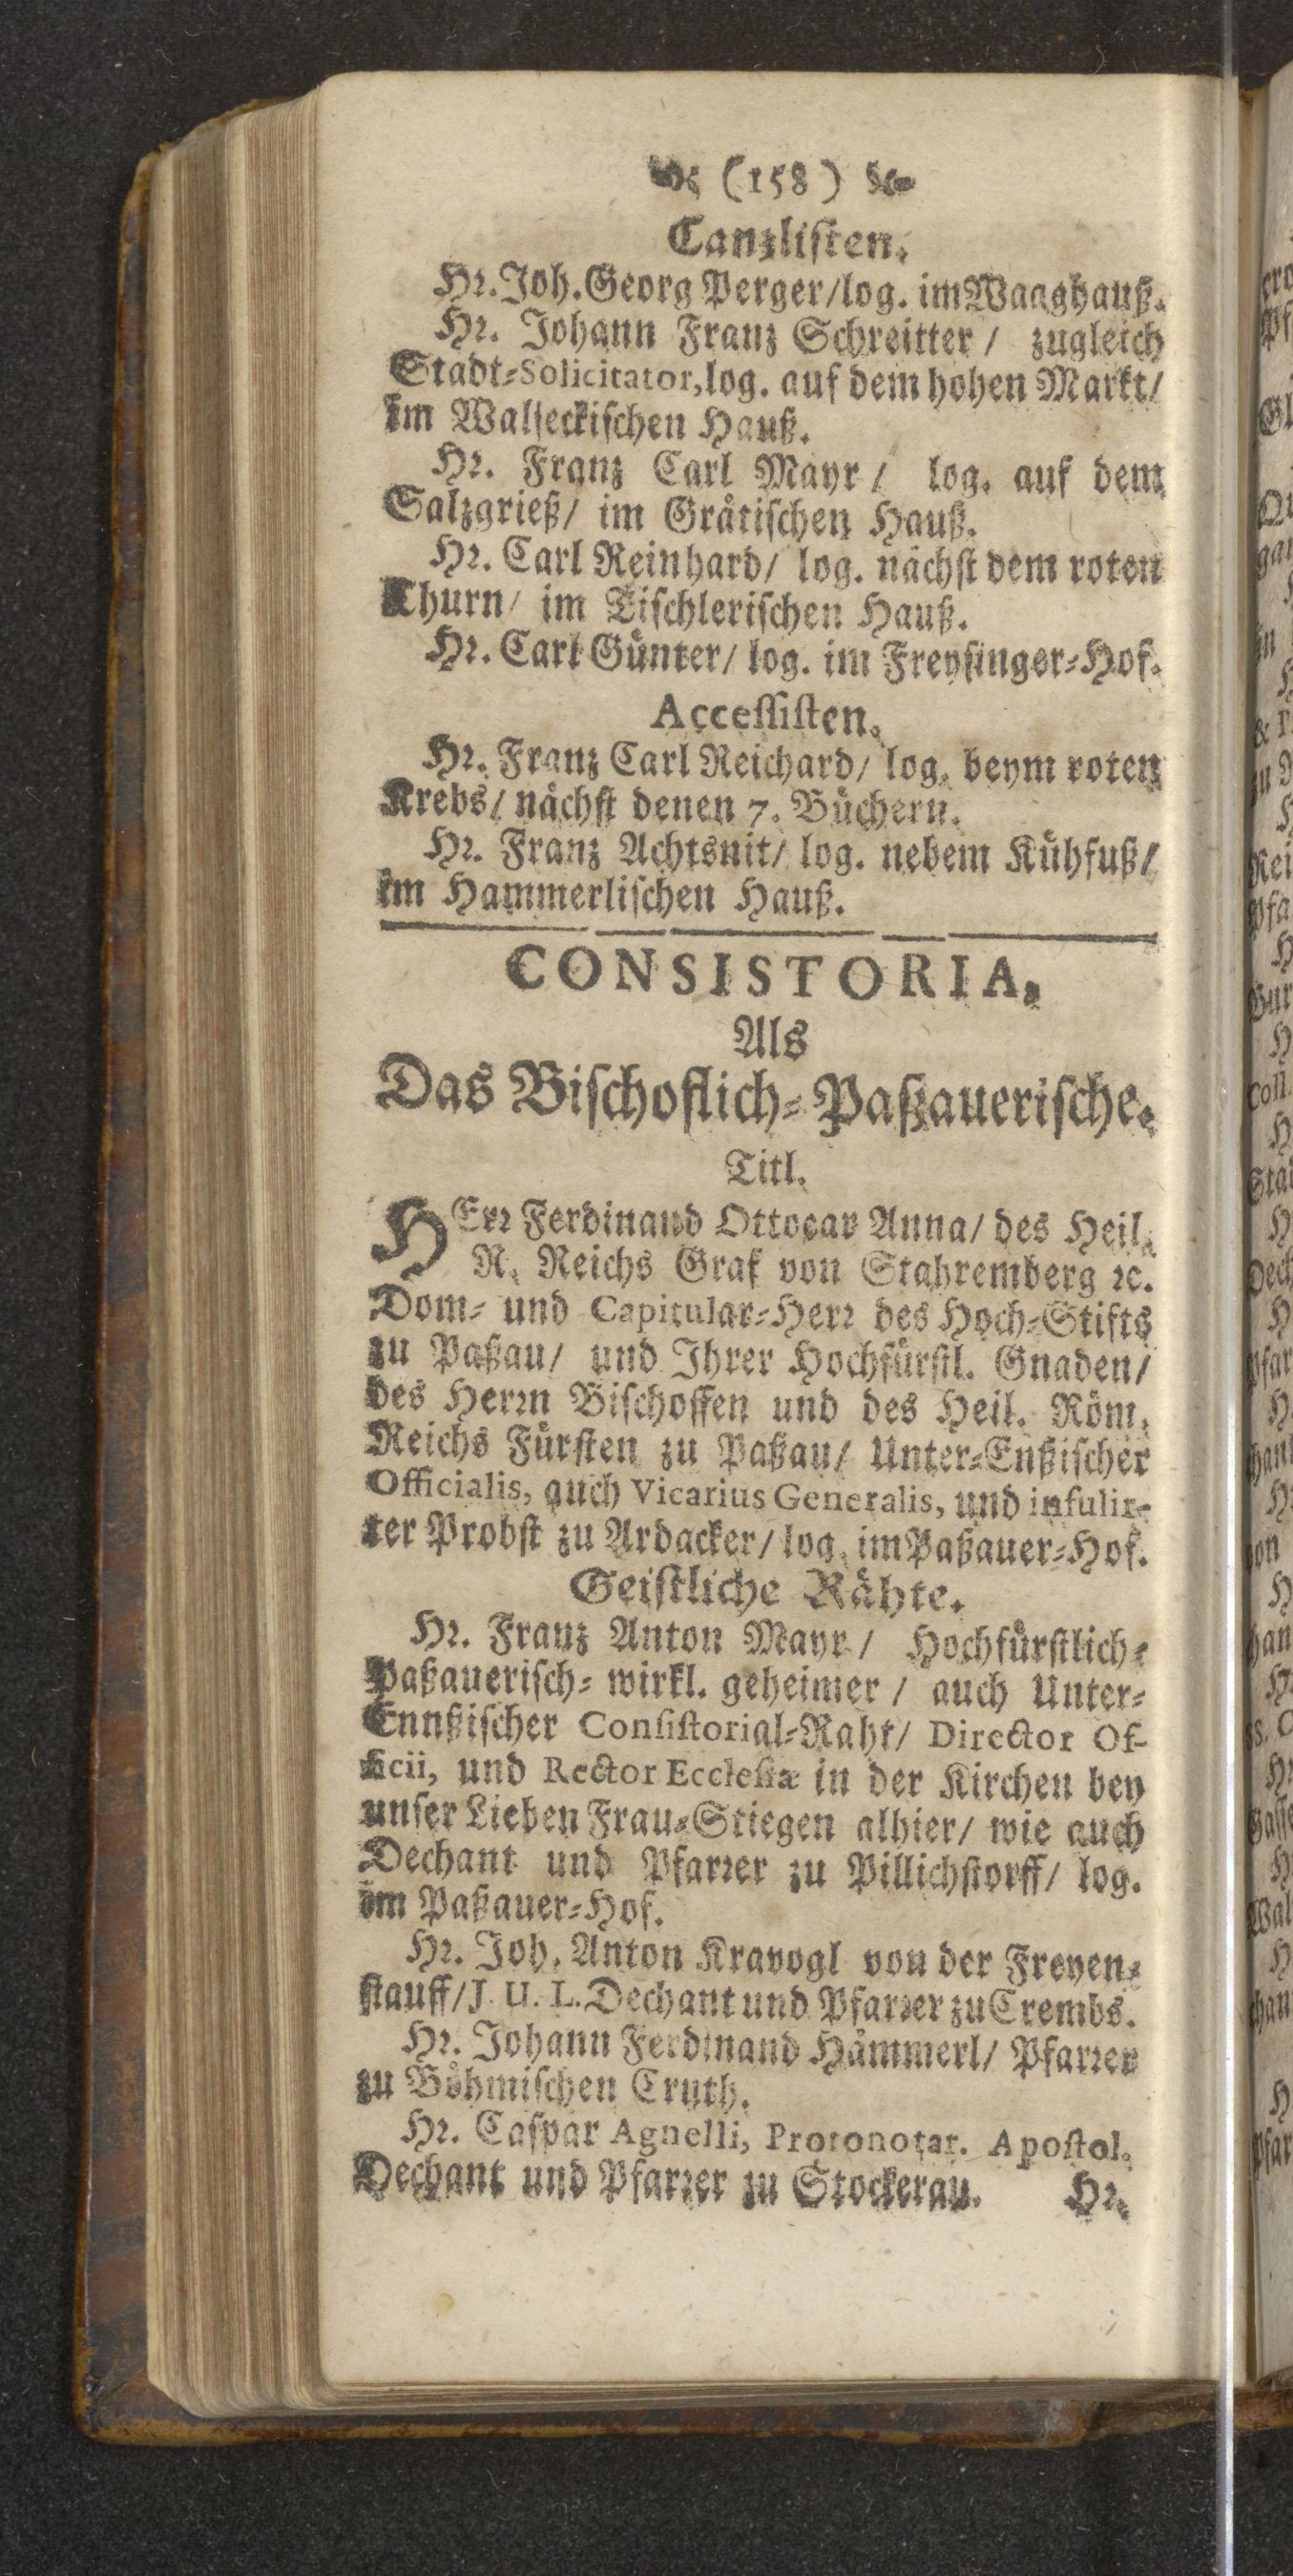 (158)
Canzlisten.
Hr. Joh. Georg Perger/ log. im Waaghauß.
Hr. Johann Franz Schreitter / zugleich
Stadt-Solicitator, log. auf dem hohen Markt/
im Walseckischen Hauß.
Hr. Franz Carl Mayr / log. auf dem
Salzgrieß/ im Grätischen Hauß.
Hr. Carl Reinhard/ log. nächst dem roten
Thurn/ im Tischlerischen Hauß.
Hr. Carl Günter/ log. im Freysinger-Hof.
Accessisten.
Hr. Franz Carl Reichard/ log. beym roten
Krebs/ nächst denen 7. Büchern.
Hr. Franz Achtsnit/ log. nebem Kühfuß/
im Hammerlischen Hauß.
CONSISTORIA,
Als
Das Bischoflich-Paßauerische.
Titl.
HErr Ferdinand Ottocar Anna/ des Heil.
R. Reichs Graf von Stahremberg ꝛc.
Dom- und Capitular-Herr des Hoch-Stifts
zu Paßau/ und Ihrer Hochfürstl. Gnaden/
des Herrn Bischoffen und des Heil. Röm.
Reichs Fürsten zu Paßau/ Unter-Enßischer
Officialis, auch Vicarius Generalis, und infulir-
ter Probst zu Ardacker/ log. im Paßauer-Hof.
Geistliche Rähte.
Hr. Franz Anton Mayr / Hochfürstlich-
Paßauerisch- wirkl. geheimer / auch Unter-
Ennßischer Consistorial-Raht/ Director Of-
ficii, und Rector Ecclesiæ in der Kirchen bey
unser Lieben Frau-Stiegen alhier/ wie auch
Dechant und Pfarrer zu Pillichstorff/ log.
im Paßauer-Hof.
Hr. Joh. Anton Kravogl von der Freyen-
stauff/ J. U. L. Dechant und Pfarrer zu Crembs.
Hr. Johann Ferdinand Hämmerl/ Pfarrer
zu Böhmischen Cruth.
Hr. Caspar Agnelli, Protonotar. Apostol.
Dechant und Pfarrer zu Stockerau. Hr.